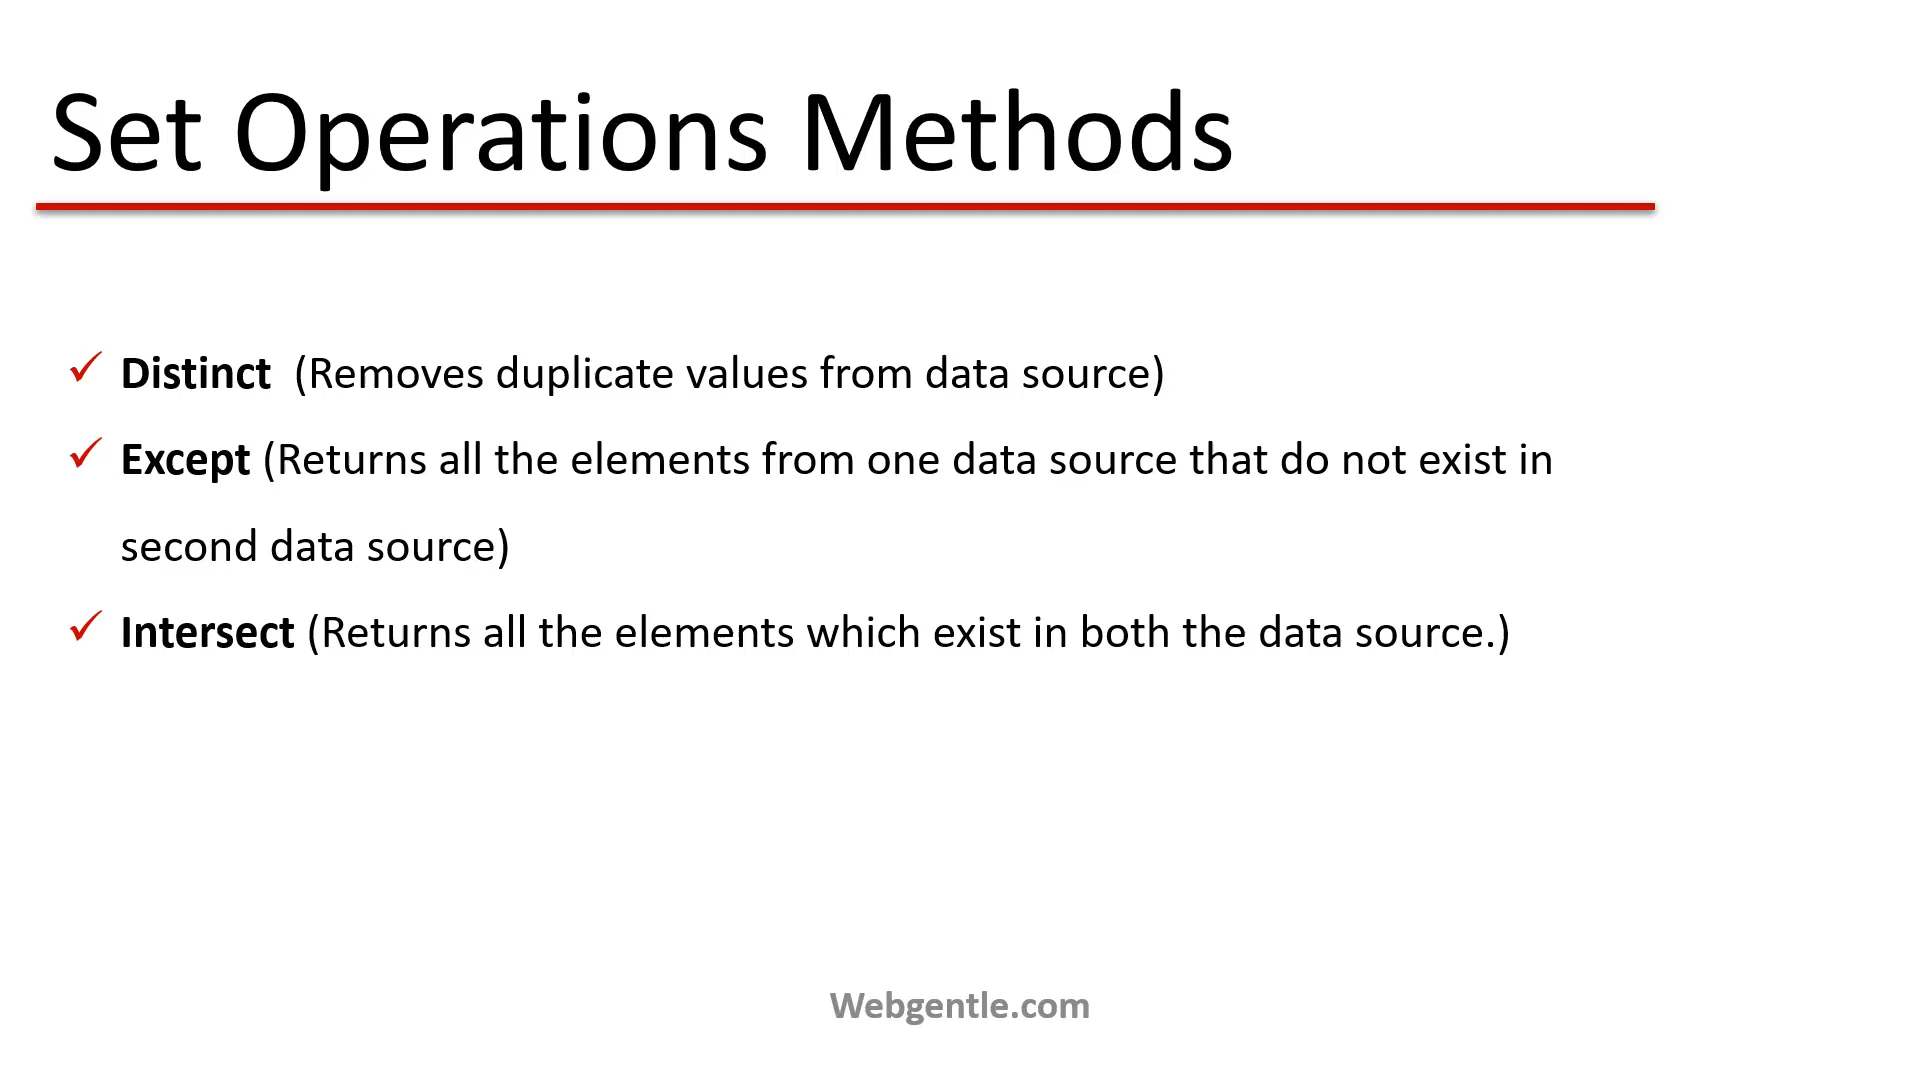 Set Operations Methods
Distinct  (Removes duplicate values from data source)
Except (Returns all the elements from one data source that do not exist in
second data source)
Intersect (Returns all the elements which exist in both the data source.)
Webgentle.com